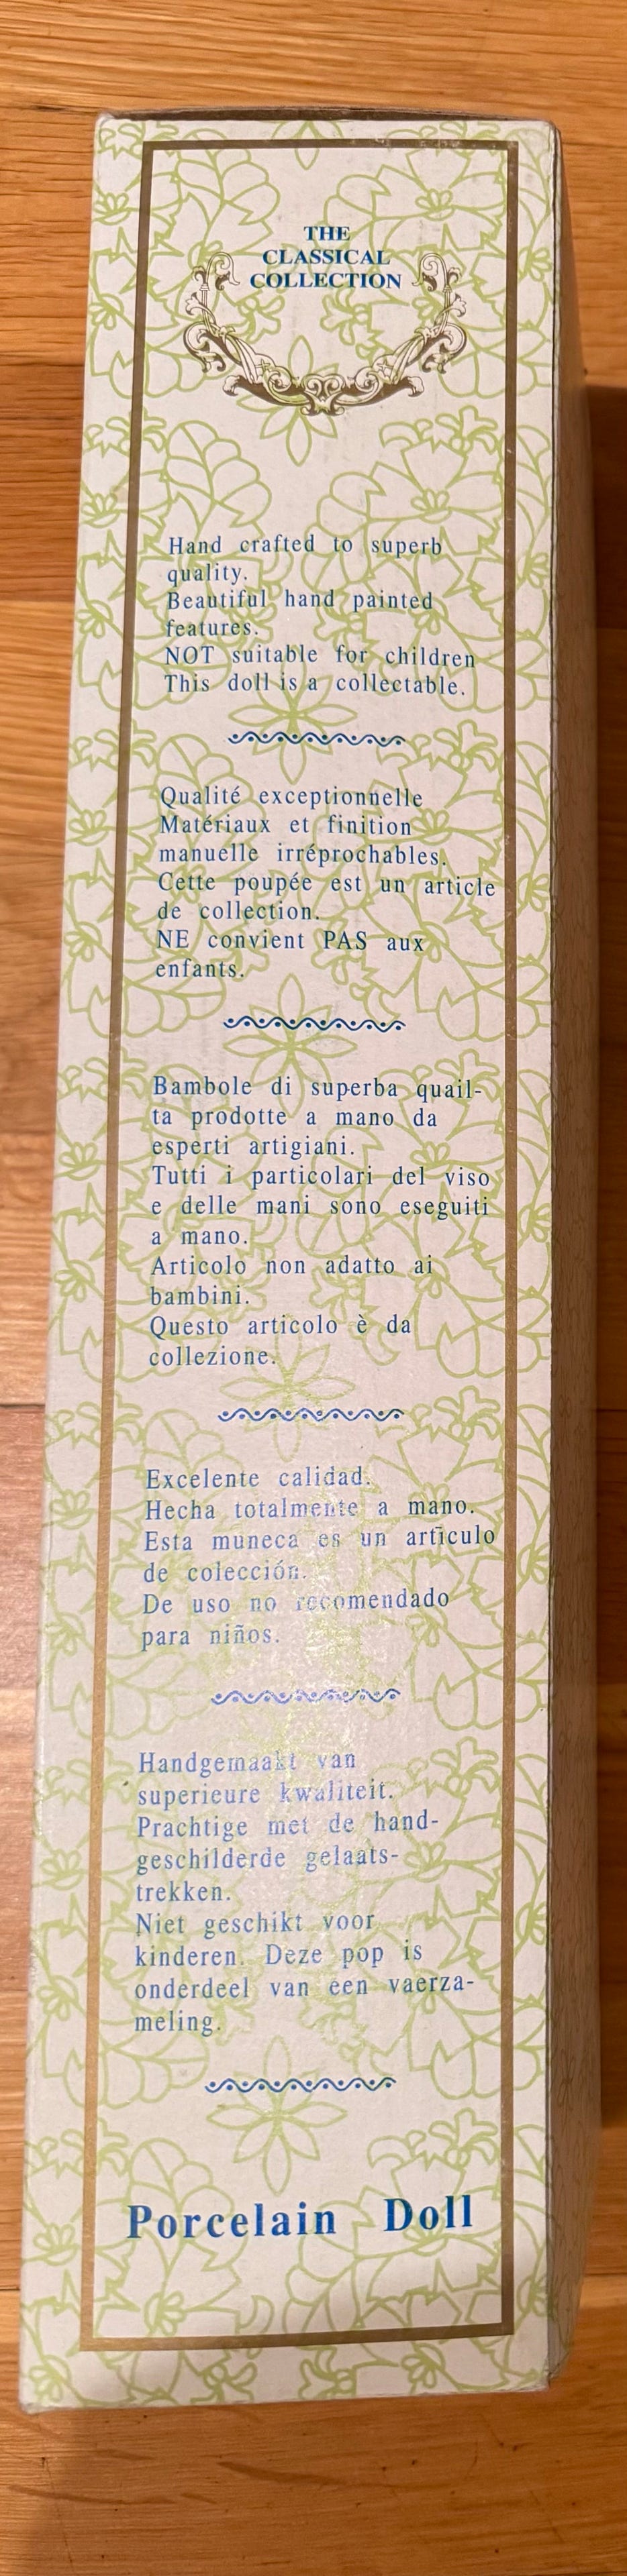 THE
CLASSICAL
COLLECTION
Hand crafted to superb
quality.
Beautiful hand painted
features.
NOT suitable for children
This doll is a collectable.
Qualité exceptionnelle
Matériaux et finition
manuelle irréprochables.
Cette poupée est un article
de collection.
NE convient PAS aux
enfants.
Bambole di superba quail-
ta prodotte a mano da
esperti artigiani.
Tutti i particolari del viso
e delle mani sono eseguiti
a mano.
Articolo non adatto ai
bambini.
Questo articolo è da
collezione.
Excelente calidad.
Hecha totalmente a mano.
Esta muneca es un artīculo
de colección.
De uso no recomendado
para niños.
Handgemaakt van
superieure kwaliteit.
Prachtige met de hand-
geschilderde gelaats-
trekken.
Niet geschikt voor
kinderen. Deze pop is
onderdeel van een vaerza-
meling.
Porcelain Doll